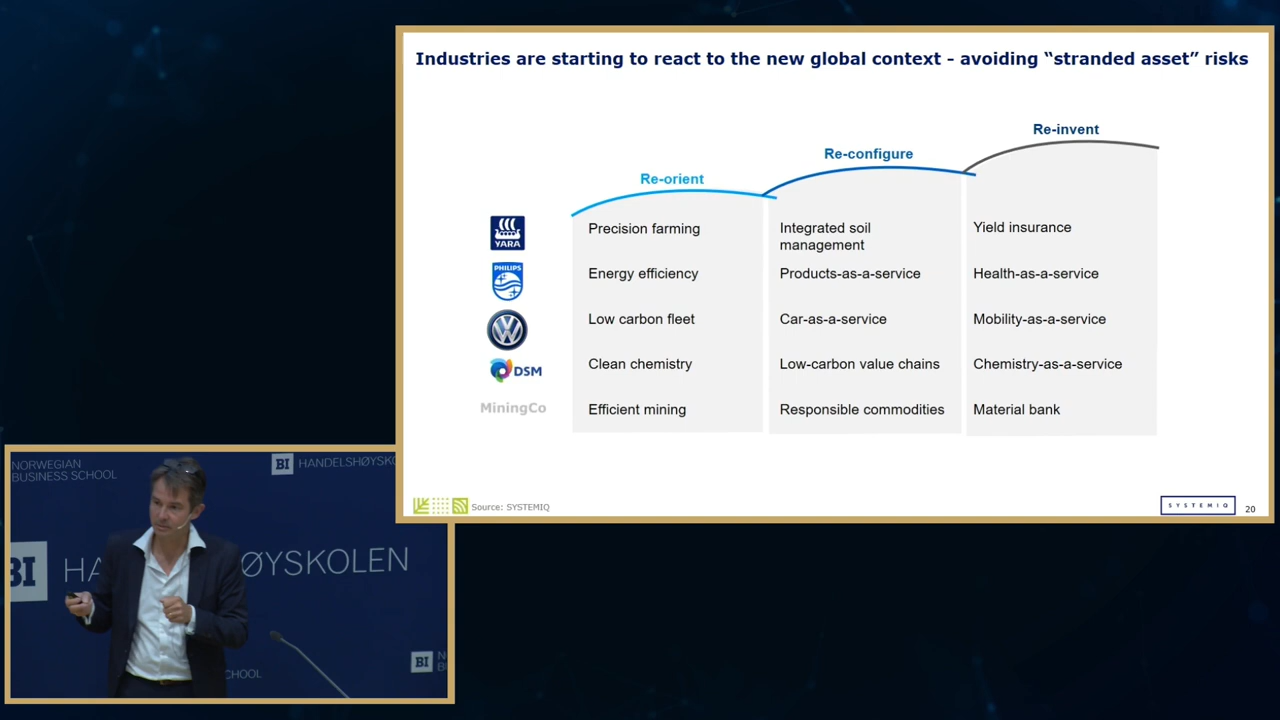 Industries are starting to react to the new global context - avoiding “stranded asset” risks
Re-orient
Re-configure
Re-invent
YARA
Precision farming
Integrated soil
management
Yield insurance
PHILIPS
Energy efficiency
Products-as-a-service
Health-as-a-service
VW
Low carbon fleet
Car-as-a-service
Mobility-as-a-service
DSM
Clean chemistry
Low-carbon value chains
Chemistry-as-a-service
MiningCo
Efficient mining
Responsible commodities
Material bank
Source: SYSTEMIQ
SYSTEMIQ
20
NORWEGIAN
BUSINESS SCHOOL
BI HANDELSHØYSKO
BI HA ØYSKOLEN
BI N